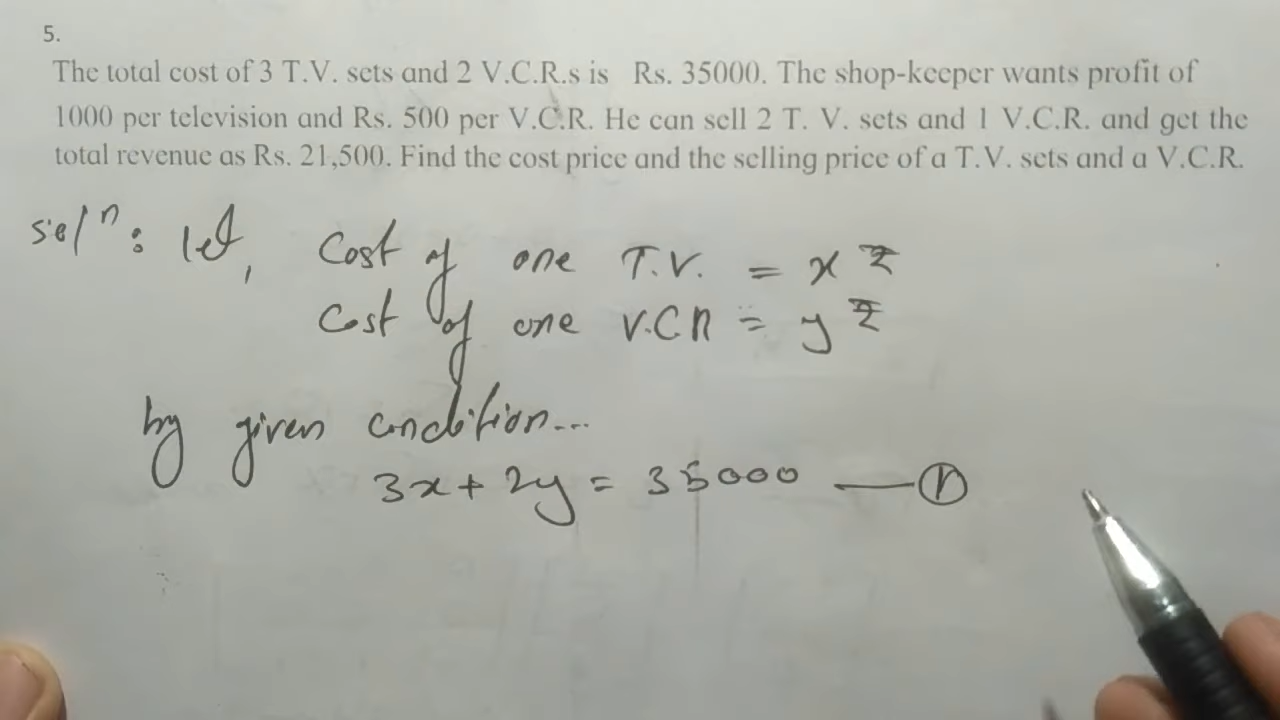 5.
The total cost of 3 T.V. sets and 2 V.C.R.s is Rs. 35000. The shop-keeper wants profit of
1000 per television and Rs. 500 per V.C.R. He can sell 2 T. V. sets and 1 V.C.R. and get the
total revenue as Rs. 21,500. Find the cost price and the selling price of a T.V. sets and a V.C.R.
solⁿ: let, Cost of one T.V. = x ₹
Cost of one V.C.R = y ₹
by given condition...
3x + 2y = 35000 — ①